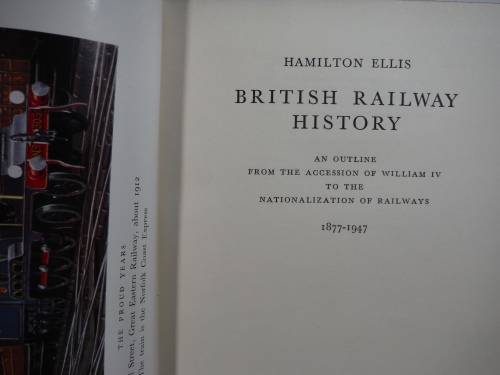 HAMILTON ELLIS
BRITISH RAILWAY
HISTORY
AN OUTLINE
FROM THE ACCESSION OF WILLIAM IV
TO THE
NATIONALIZATION OF RAILWAYS
1877-1947
THE PROUD YEARS
Street, Great Eastern Railway, about 1912
The train is the Norfolk Coast Express